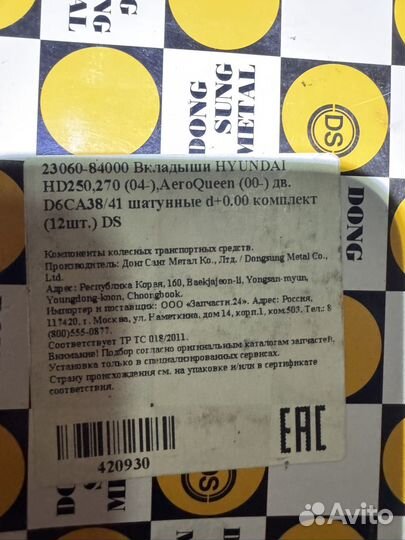 DONG
SUNG
METAL
DS
DONG
23060-84000 Вкладыши HYUNDAI
HD250,270 (04-),AeroQueen (00-) дв.
D6CA38/41 шатунные d+0.00 комплект
(12шт.) DS
Компоненты колесных транспортных средств.
Производитель: Донг Санг Метал Ко., Лтд. / Dongsung Metal Co.,
Ltd.
Адрес: Республика Корея, 160, Baekjajeon-li, Yongsan-myun,
Youngdong-koon, Choongbook.
Импортер и поставщик: ООО «Запчасти.24». Адрес: Россия,
117420, г. Москва, ул. Наметкина, дом 14, корп.1, ком.503. Тел.: 8
(800)555-0877.
Соответствует ТР ТС 018/2011.
Внимание! Подбор согласно оригинальным каталогам запчастей.
Установка только в специализированных сервисах.
Страну происхождения см. на упаковке и/или в сертификате
соответствия.
420930
EAC
DS
DONG
Avito